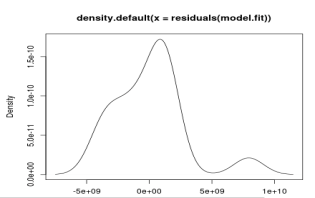 density.default(x = residuals(model.fit))
Density
1.5e-10
1.0e-10
5.0e-11
0.0e+00
-5e+09 0e+00 5e+09 1e+10